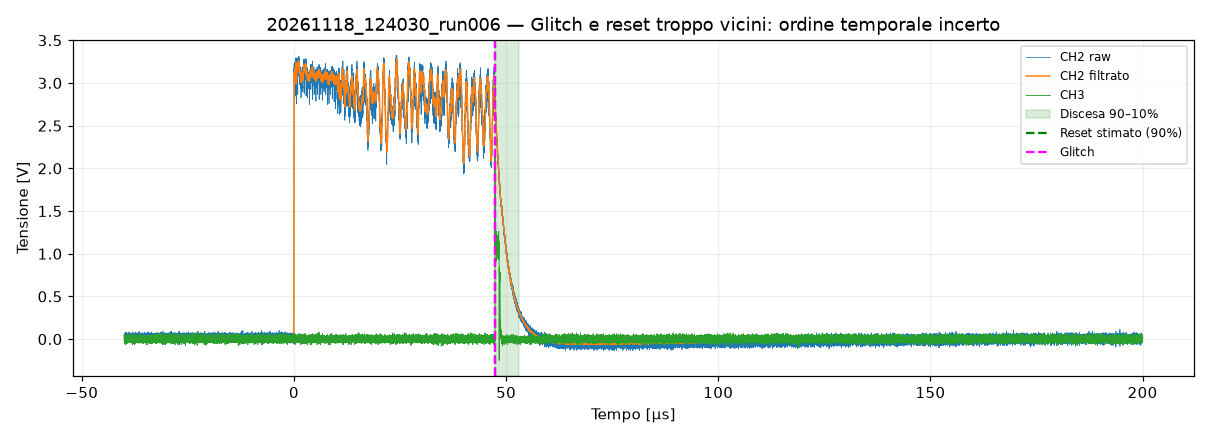 20261118_124030_run006 — Glitch e reset troppo vicini: ordine temporale incerto
Tensione [V]
3.5
3.0
2.5
2.0
1.5
1.0
0.5
0.0
CH2 raw
CH2 filtrato
CH3
Discesa 90–10%
Reset stimato (90%)
Glitch
−50
0
50
100
150
200
Tempo [µs]